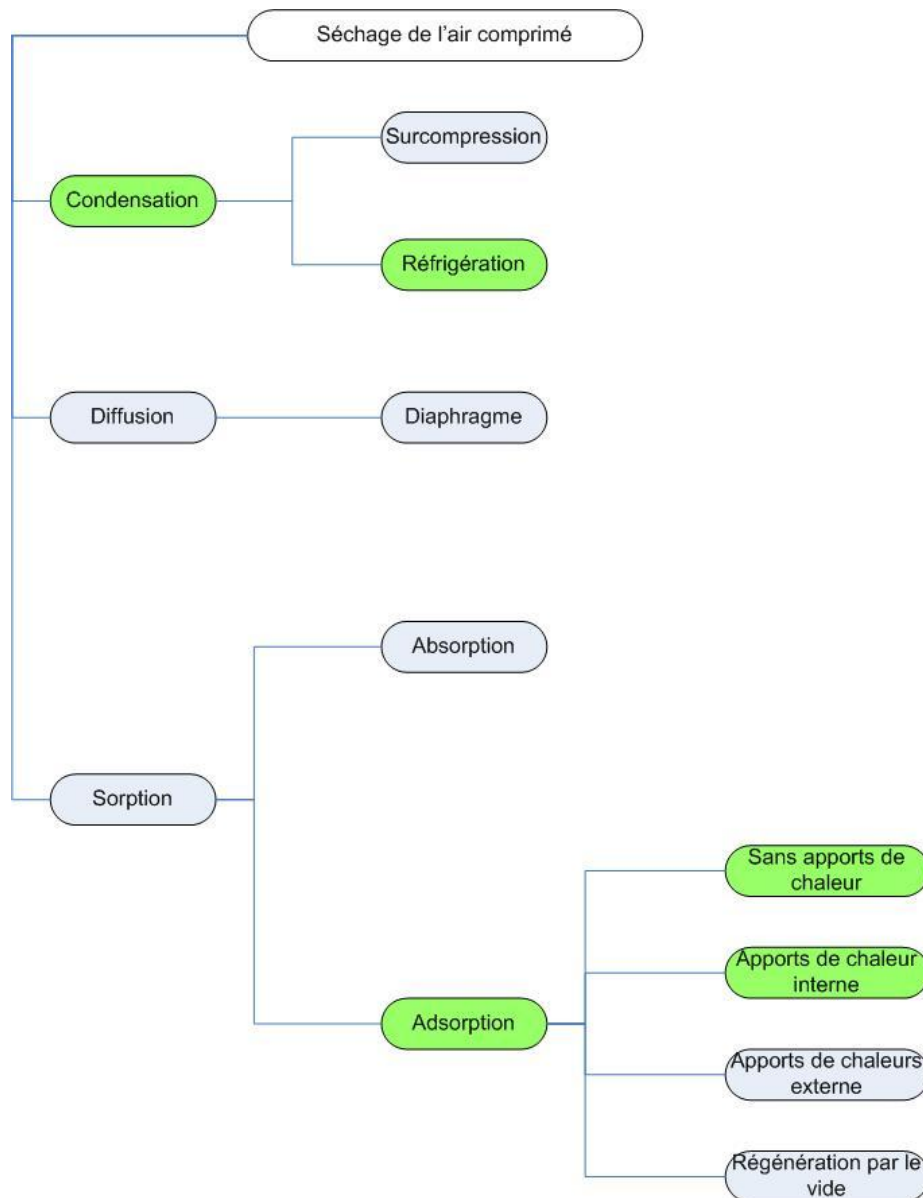 Séchage de l'air comprimé
Surcompression
Condensation
Réfrigération
Diffusion
Diaphragme
Absorption
Sorption
Sans apports de
chaleur
Apports de chaleur
interne
Adsorption
Apports de chaleurs
externe
Régénération par le
vide